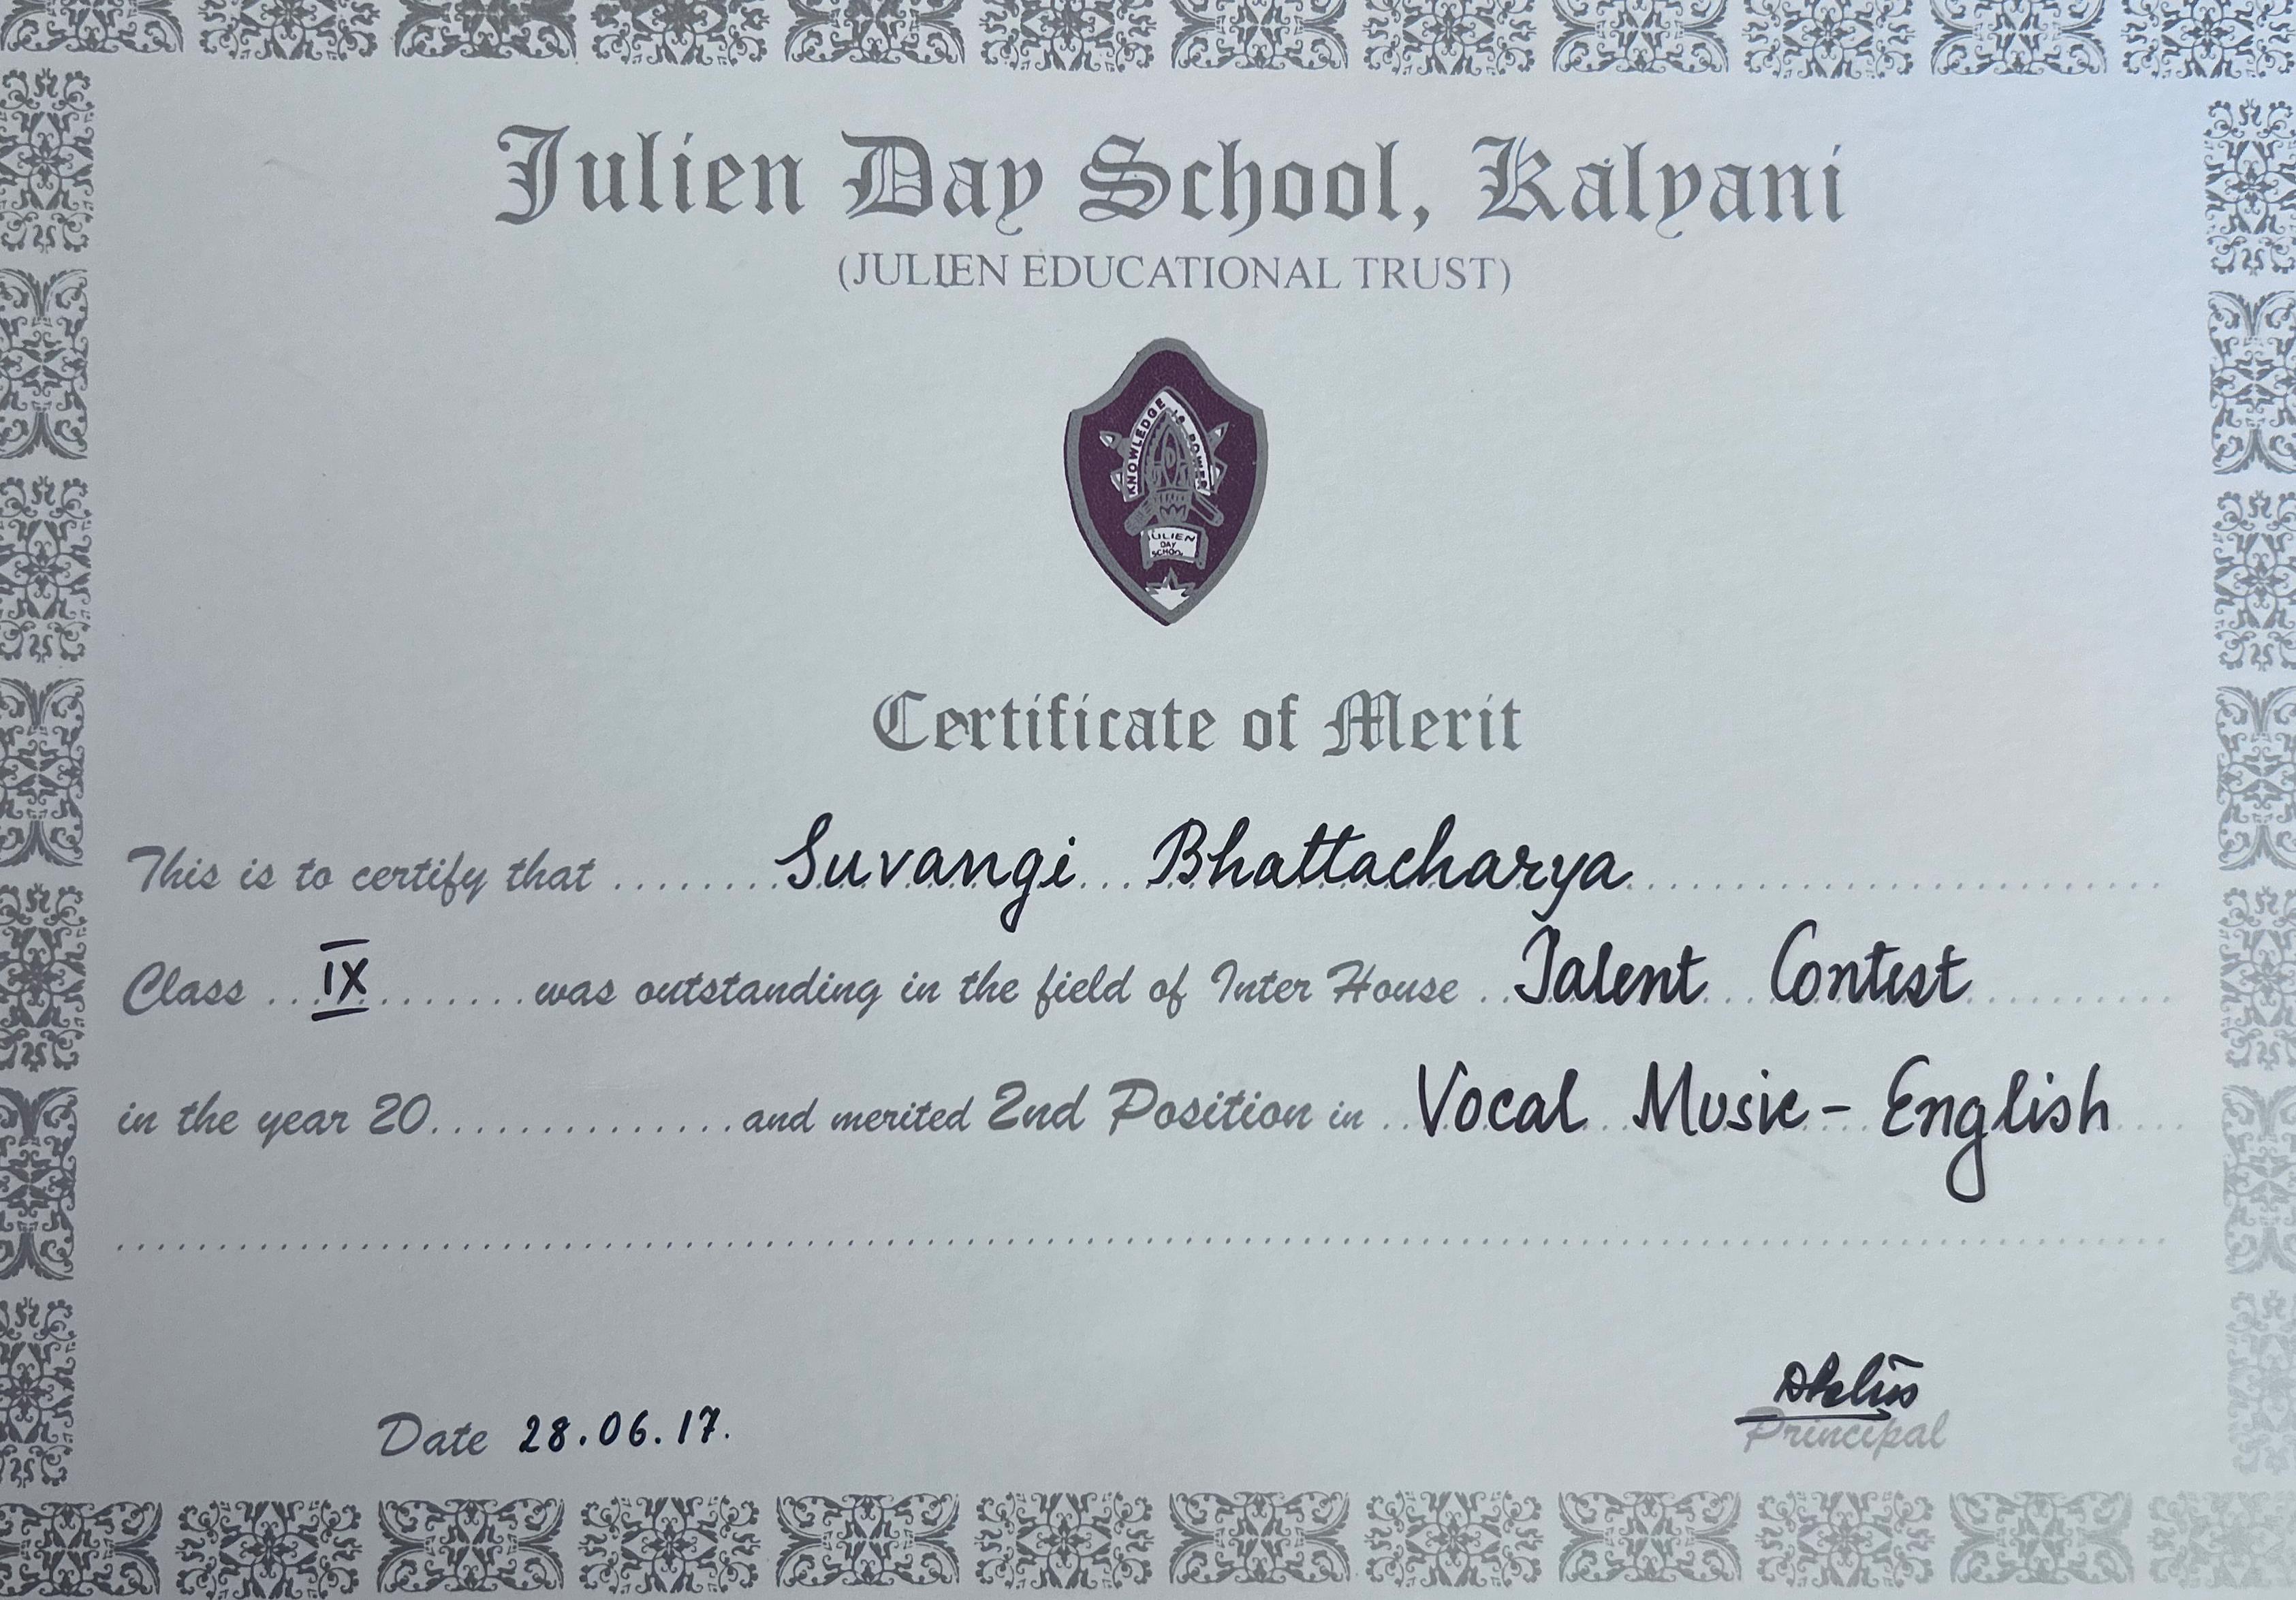 Julien Day School, Kalyani
(JULIEN EDUCATIONAL TRUST)
KNOWLEDGE IS POWER
JULIEN
DAY
SCHOOL
Certificate of Merit
This is to certify that ........Suvangi...Bhattacharya..............................
Class ...IX.........was outstanding in the field of Inter House ..Talent...Contest...........
in the year 20................and merited 2nd Position in ..Vocal Music - English....
Date 28.06.17.
Principal